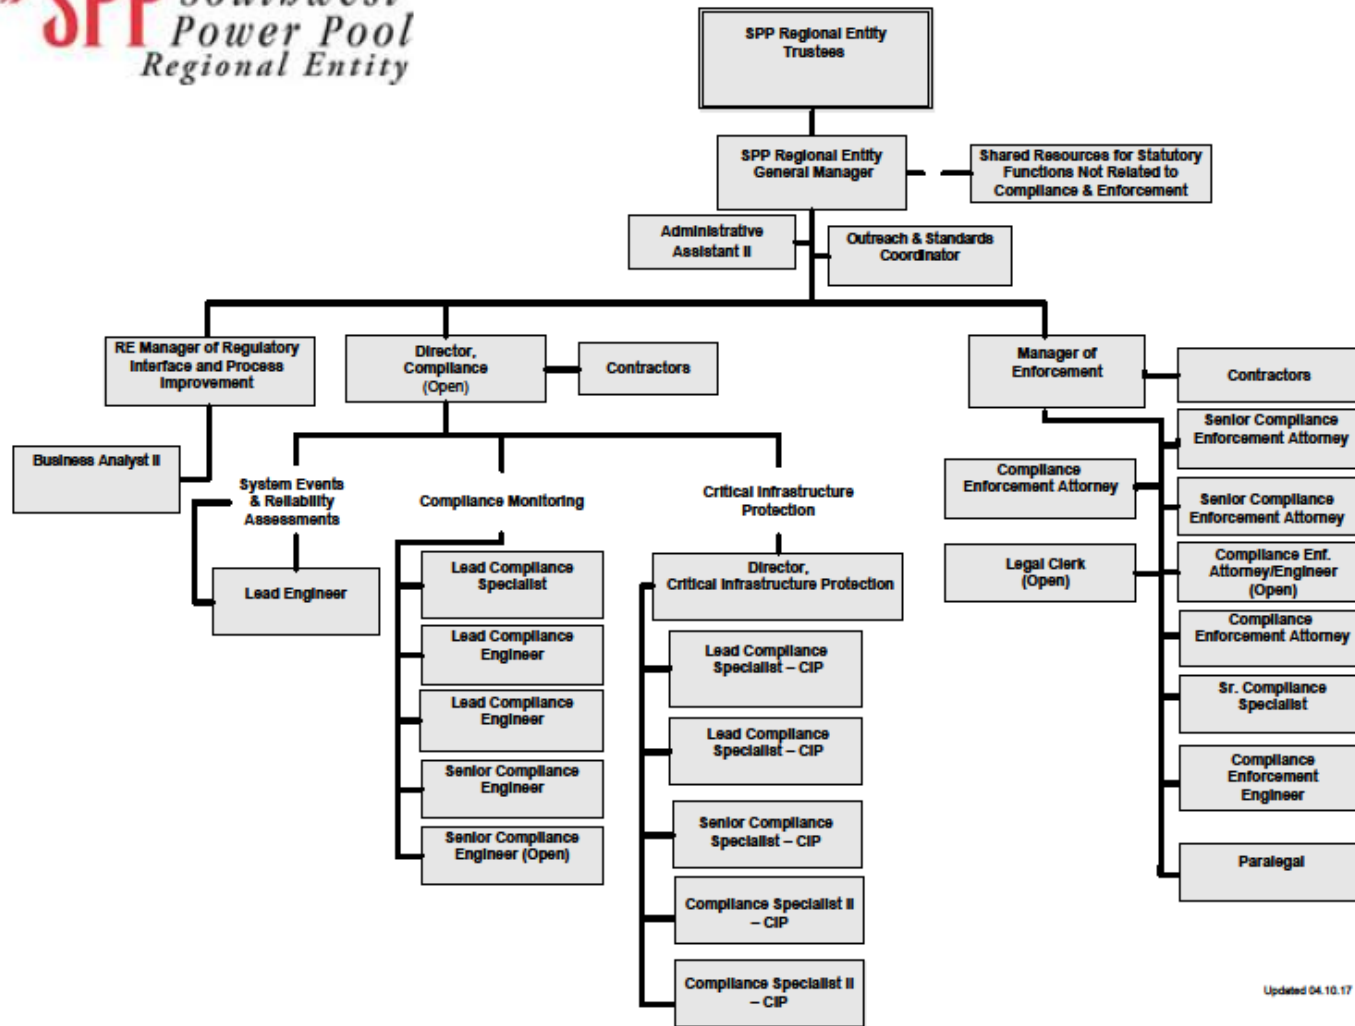 SPP Southwest
Power Pool
Regional Entity
SPP Regional Entity
Trustees
SPP Regional Entity
General Manager
Shared Resources for Statutory
Functions Not Related to
Compliance & Enforcement
Administrative
Assistant II
Outreach & Standards
Coordinator
RE Manager of Regulatory
Interface and Process
Improvement
Director,
Compliance
(Open)
Contractors
Manager of
Enforcement
Contractors
Business Analyst II
System Events
& Reliability
Assessments
Lead Engineer
Compliance Monitoring
Lead Compliance
Specialist
Lead Compliance
Engineer
Lead Compliance
Engineer
Senior Compliance
Engineer
Senior Compliance
Engineer (Open)
Critical Infrastructure
Protection
Director,
Critical Infrastructure Protection
Lead Compliance
Specialist – CIP
Lead Compliance
Specialist – CIP
Senior Compliance
Specialist – CIP
Compliance Specialist II
– CIP
Compliance Specialist II
– CIP
Compliance
Enforcement Attorney
Legal Clerk
(Open)
Senior Compliance
Enforcement Attorney
Senior Compliance
Enforcement Attorney
Compliance Enf.
Attorney/Engineer
(Open)
Compliance
Enforcement Attorney
Sr. Compliance
Specialist
Compliance
Enforcement
Engineer
Paralegal
Updated 04.10.17